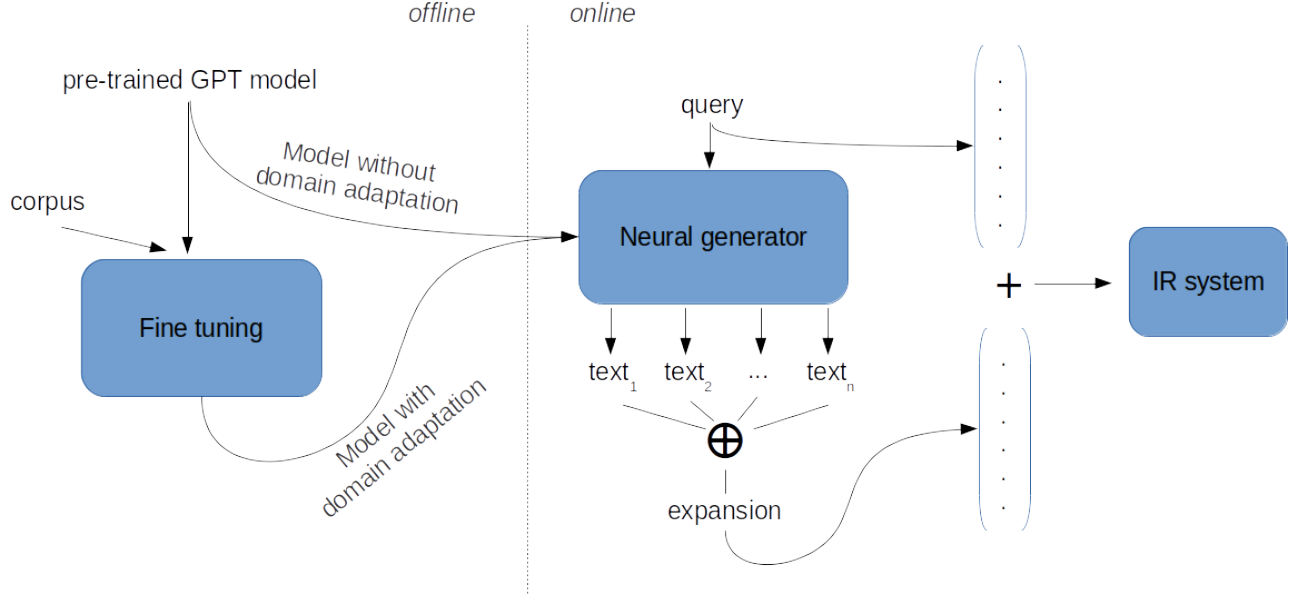 offline
online
pre-trained GPT model
Model without
domain adaptation
corpus
Fine tuning
Model with
domain adaptation
query
Neural generator
text1 text2 ... textn
expansion
+
IR system